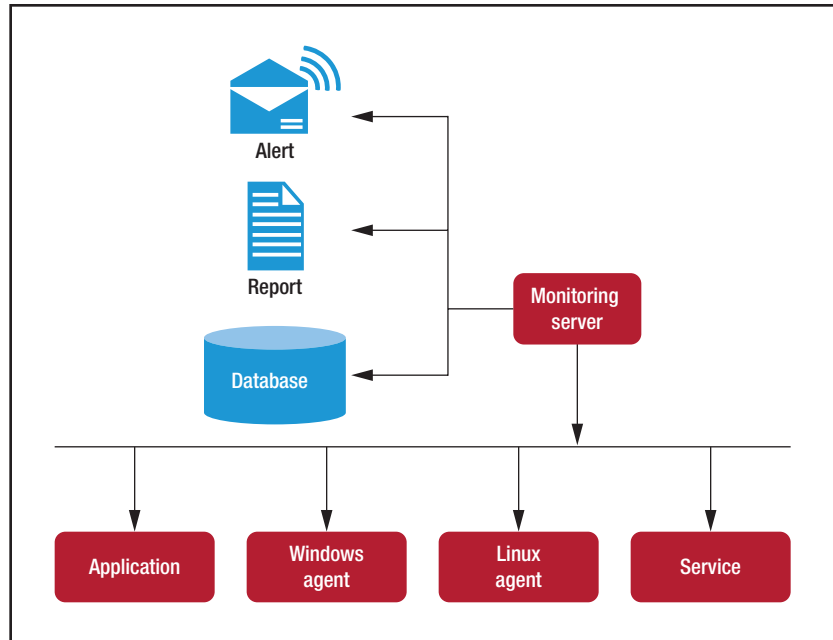 Alert
Report
Monitoring
server
Database
Application
Windows
agent
Linux
agent
Service